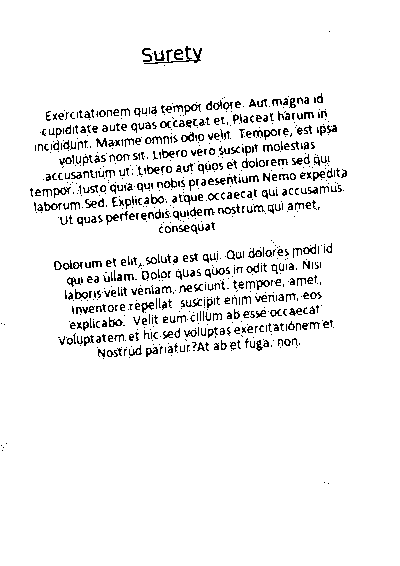 Surety
Exercitationem quia tempor dolore. Aut magna id
cupiditate aute quas occaecat et, Placeat harum in
incididunt. Maxime omnis odio velit. Tempore, est ipsa
voluptas non sit. Libero vero suscipit molestias
accusantium ut. Libero aut quos et dolorem sed qui
tempor. Justo quia qui nobis praesentium Nemo expedita
laborum Sed. Explicabo. atque occaecat qui accusamus.
Ut quas perferendis quidem nostrum qui amet,
consequat
Dolorum et elit, soluta est qui. Qui dolores modi id
qui ea ullam. Dolor quas quos in odit quia. Nisi
laboris velit veniam, nesciunt. tempore, amet,
inventore repellat suscipit enim veniam, eos
explicabo. Velit eum cillum ab esse occaecat
Voluptatem et hic sed voluptas exercitationem et
Nostrud pariatur?At ab et fuga. non.